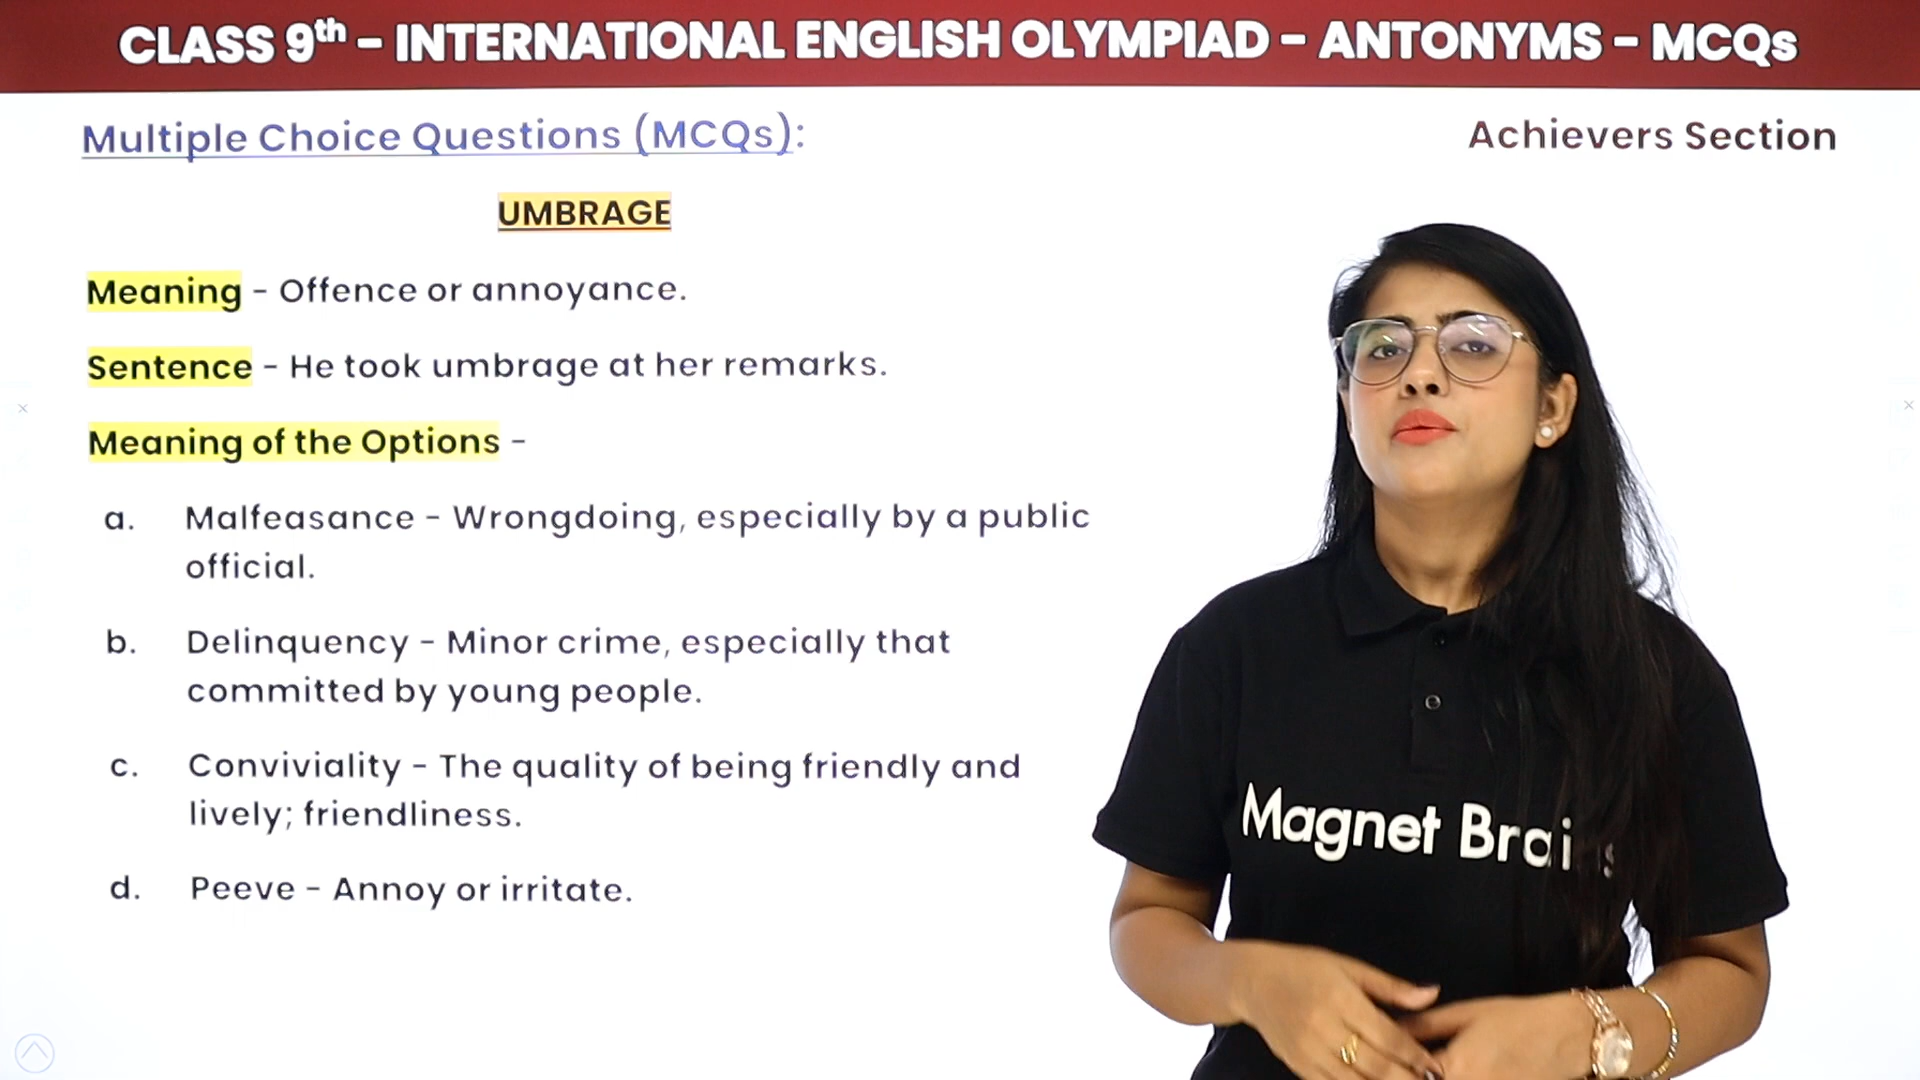 CLASS 9th - INTERNATIONAL ENGLISH OLYMPIAD - ANTONYMS - MCQs
Multiple Choice Questions (MCQs):
Achievers Section
UMBRAGE
Meaning - Offence or annoyance.
Sentence - He took umbrage at her remarks.
Meaning of the Options -
a. Malfeasance - Wrongdoing, especially by a public
official.
b. Delinquency - Minor crime, especially that
committed by young people.
c. Conviviality - The quality of being friendly and
lively; friendliness.
d. Peeve - Annoy or irritate.
Magnet Brains